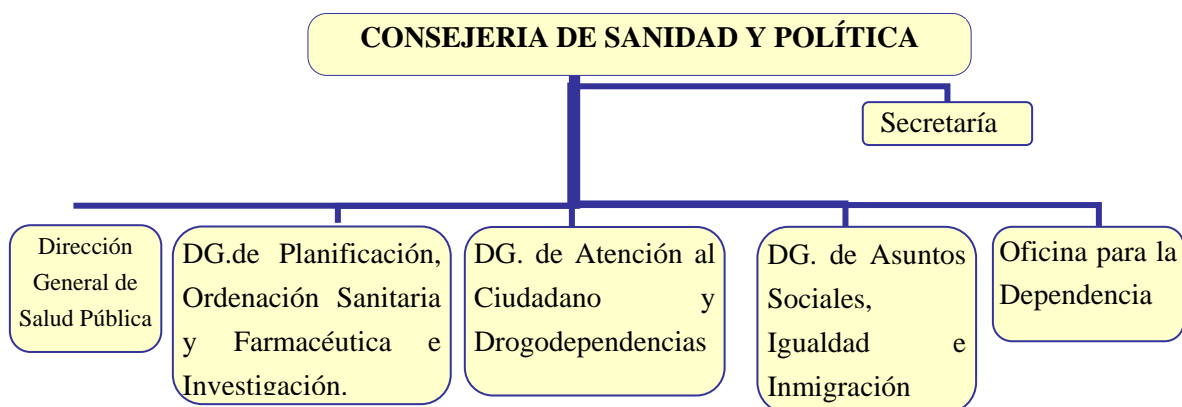 CONSEJERIA DE SANIDAD Y POLÍTICA
Secretaría
Dirección
General de
Salud Pública
DG.de Planificación,
Ordenación Sanitaria
y Farmacéutica e
Investigación.
DG. de Atención al
Ciudadano y
Drogodependencias
DG. de Asuntos
Sociales,
Igualdad e
Inmigración
Oficina para la
Dependencia